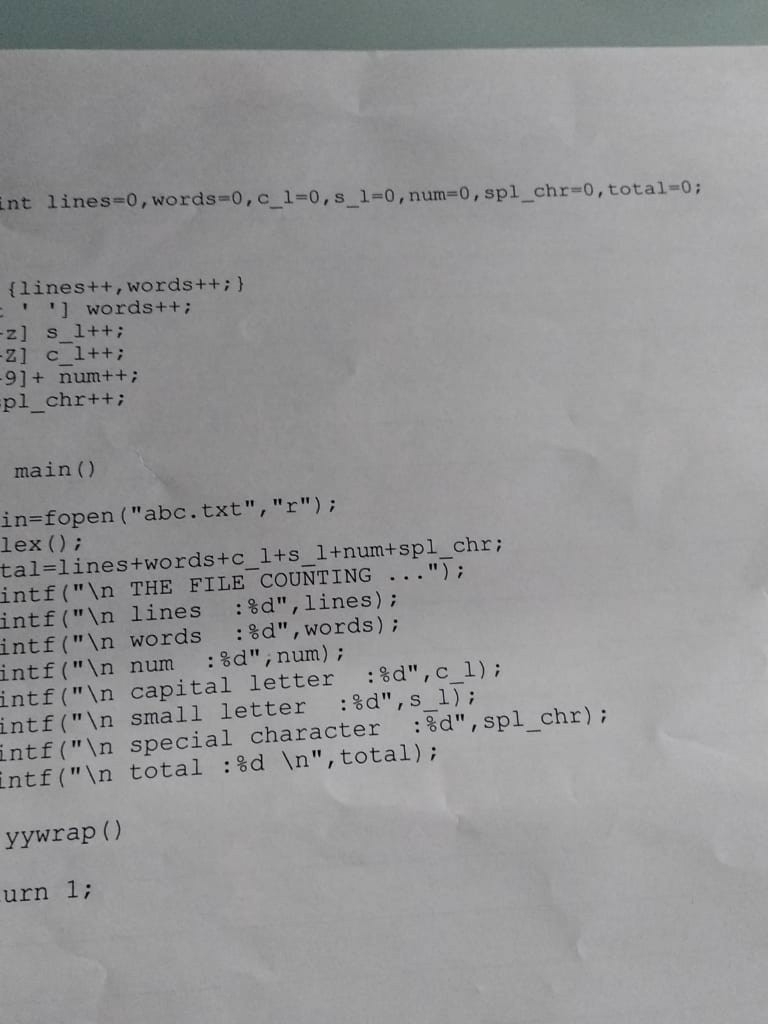 int lines=0,words=0,c_l=0,s_l=0,num=0,spl_chr=0,total=0;
{lines++,words++;}
' '] words++;
-z] s_l++;
-Z] c_l++;
-9]+ num++;
pl_chr++;
main()
in=fopen("abc.txt","r");
lex();
tal=lines+words+c_l+s_l+num+spl_chr;
intf("\n THE FILE COUNTING ...");
intf("\n lines  :%d",lines);
intf("\n words  :%d",words);
intf("\n num  :%d",num);
intf("\n capital letter  :%d",c_l);
intf("\n small letter  :%d",s_l);
intf("\n special character  :%d",spl_chr);
intf("\n total :%d \n",total);
yywrap()
urn 1;